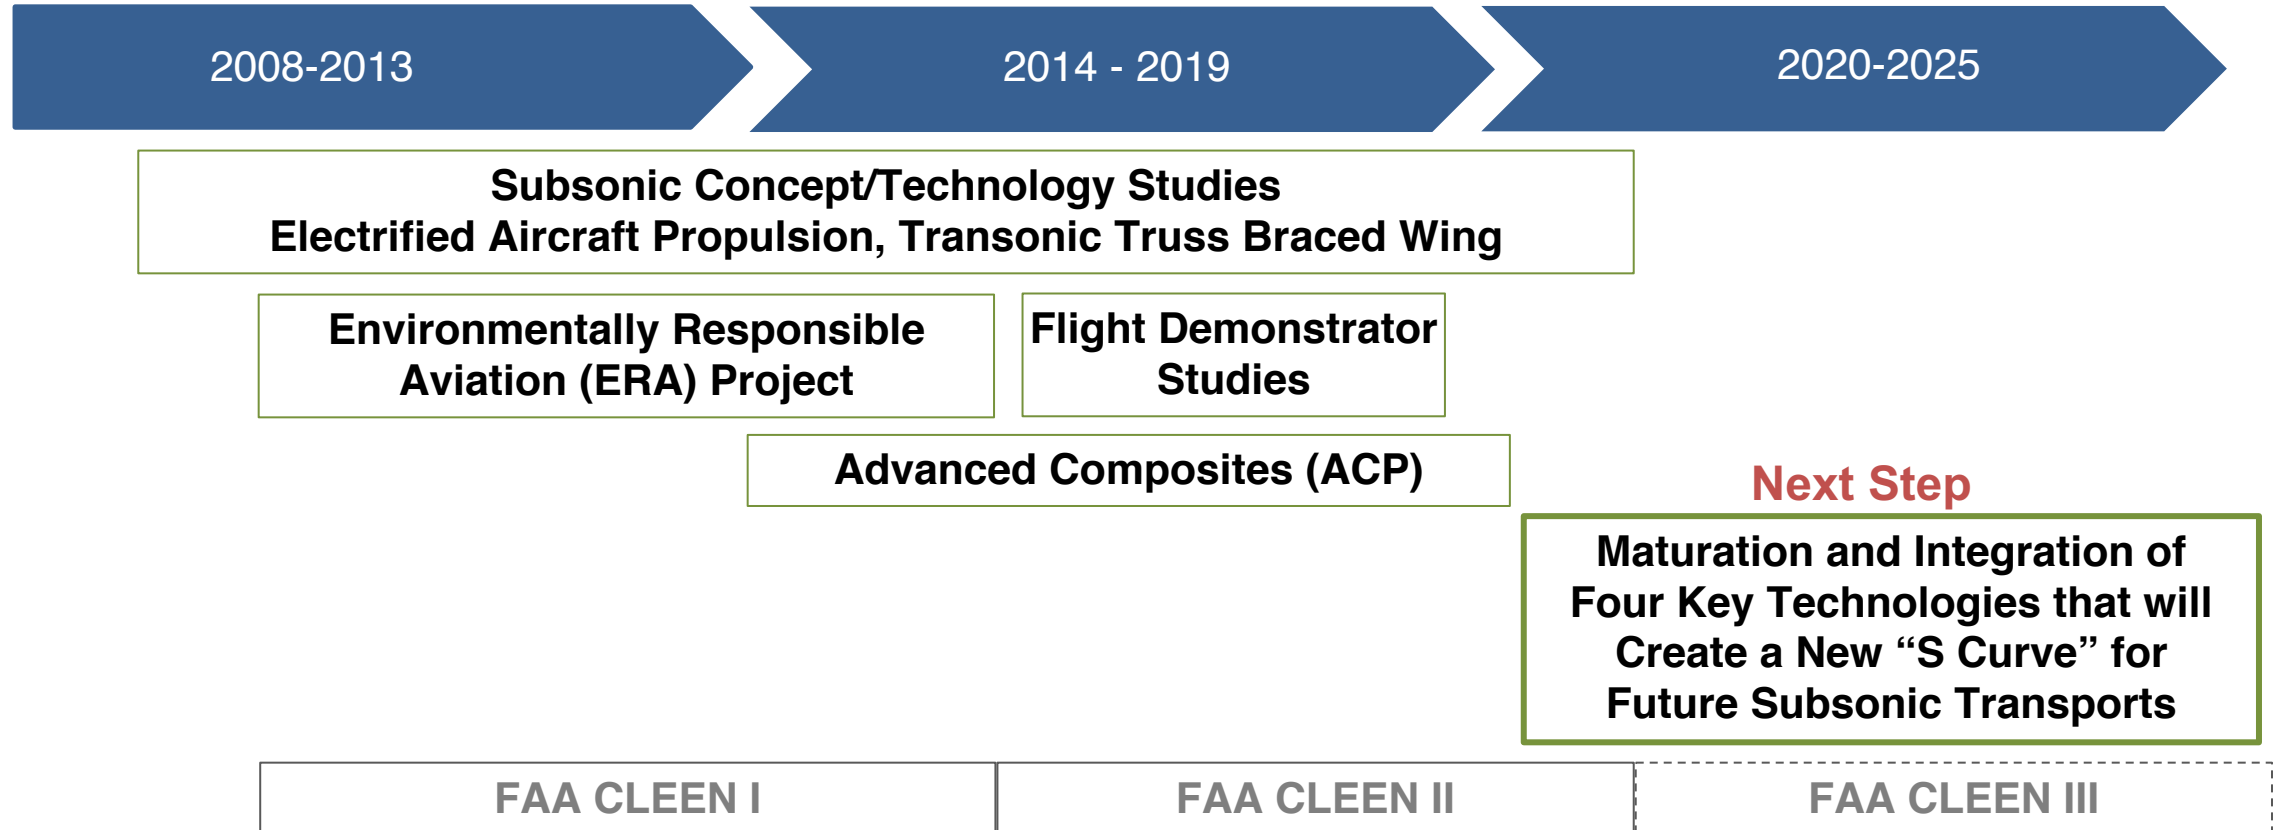 2008-2013
2014 - 2019
2020-2025
Subsonic Concept/Technology Studies
Electrified Aircraft Propulsion, Transonic Truss Braced Wing
Environmentally Responsible
Aviation (ERA) Project
Flight Demonstrator
Studies
Advanced Composites (ACP)
Next Step
Maturation and Integration of
Four Key Technologies that will
Create a New “S Curve” for
Future Subsonic Transports
FAA CLEEN I
FAA CLEEN II
FAA CLEEN III